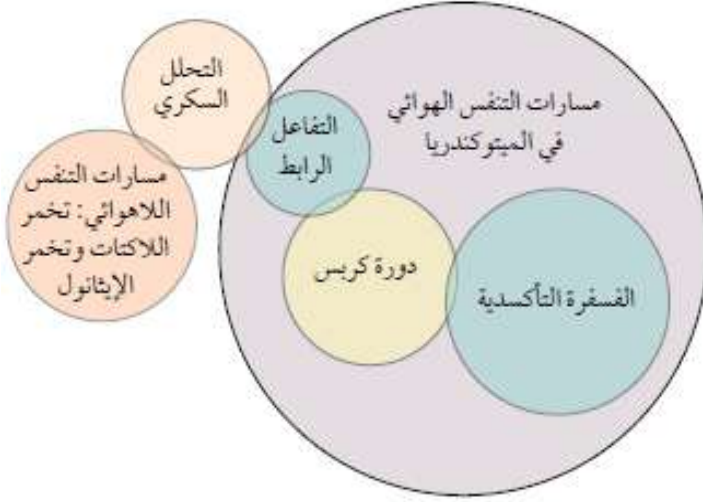 التحلل
السكري
مسارات التنفس الهوائي
في الميتوكندريا
التفاعل
الرابط
مسارات التنفس
اللاهوائي: تخمر
اللاكتات وتخمر
الإيثانول
دورة كربس
الفسفرة التأكسدية